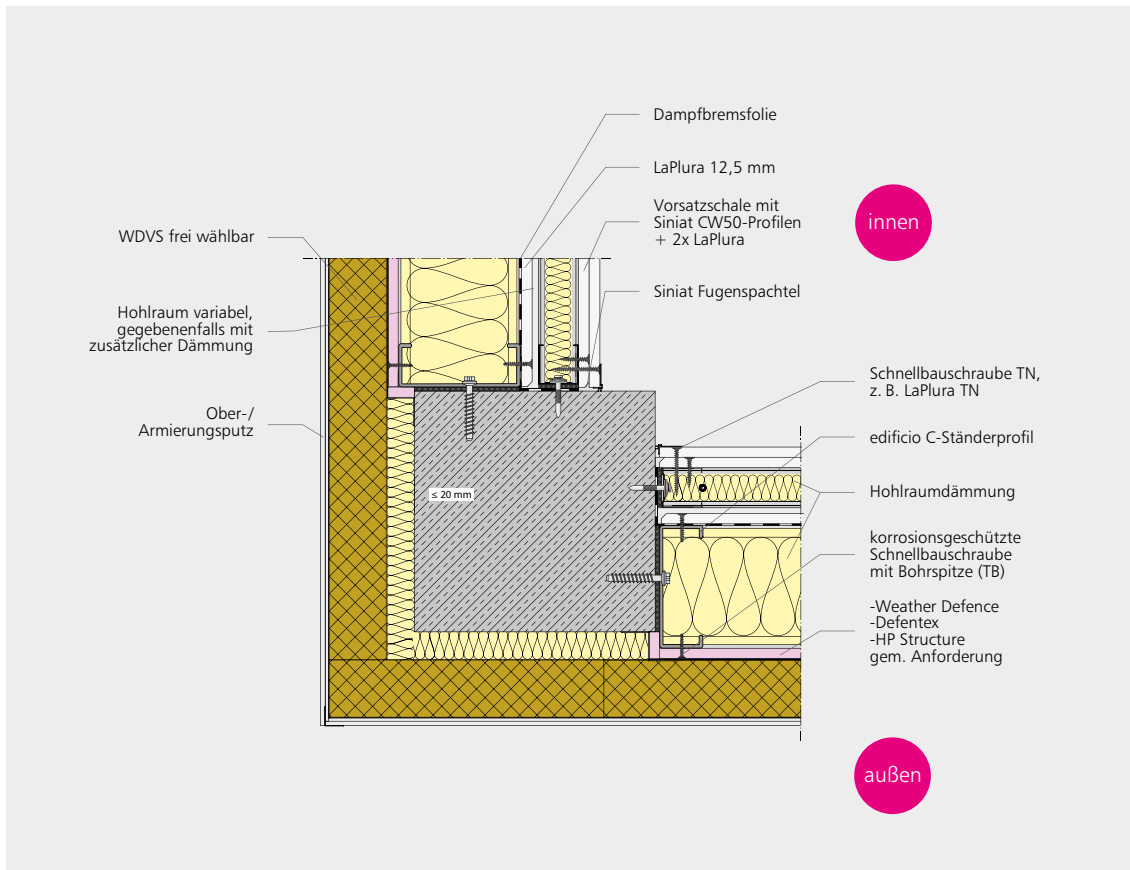 Dampfbremsfolie
LaPlura 12,5 mm
Vorsatzschale mit
Siniat CW50-Profilen
+ 2x LaPlura
innen
WDVS frei wählbar
Siniat Fugenspachtel
Hohlraum variabel,
gegebenenfalls mit
zusätzlicher Dämmung
Schnellbauschraube TN,
z. B. LaPlura TN
Ober-/
Armierungsputz
edificio C-Ständerprofil
≤ 20 mm
Hohlraumdämmung
korrosionsgeschützte
Schnellbauschraube
mit Bohrspitze (TB)
-Weather Defence
-Defentex
-HP Structure
gem. Anforderung
außen